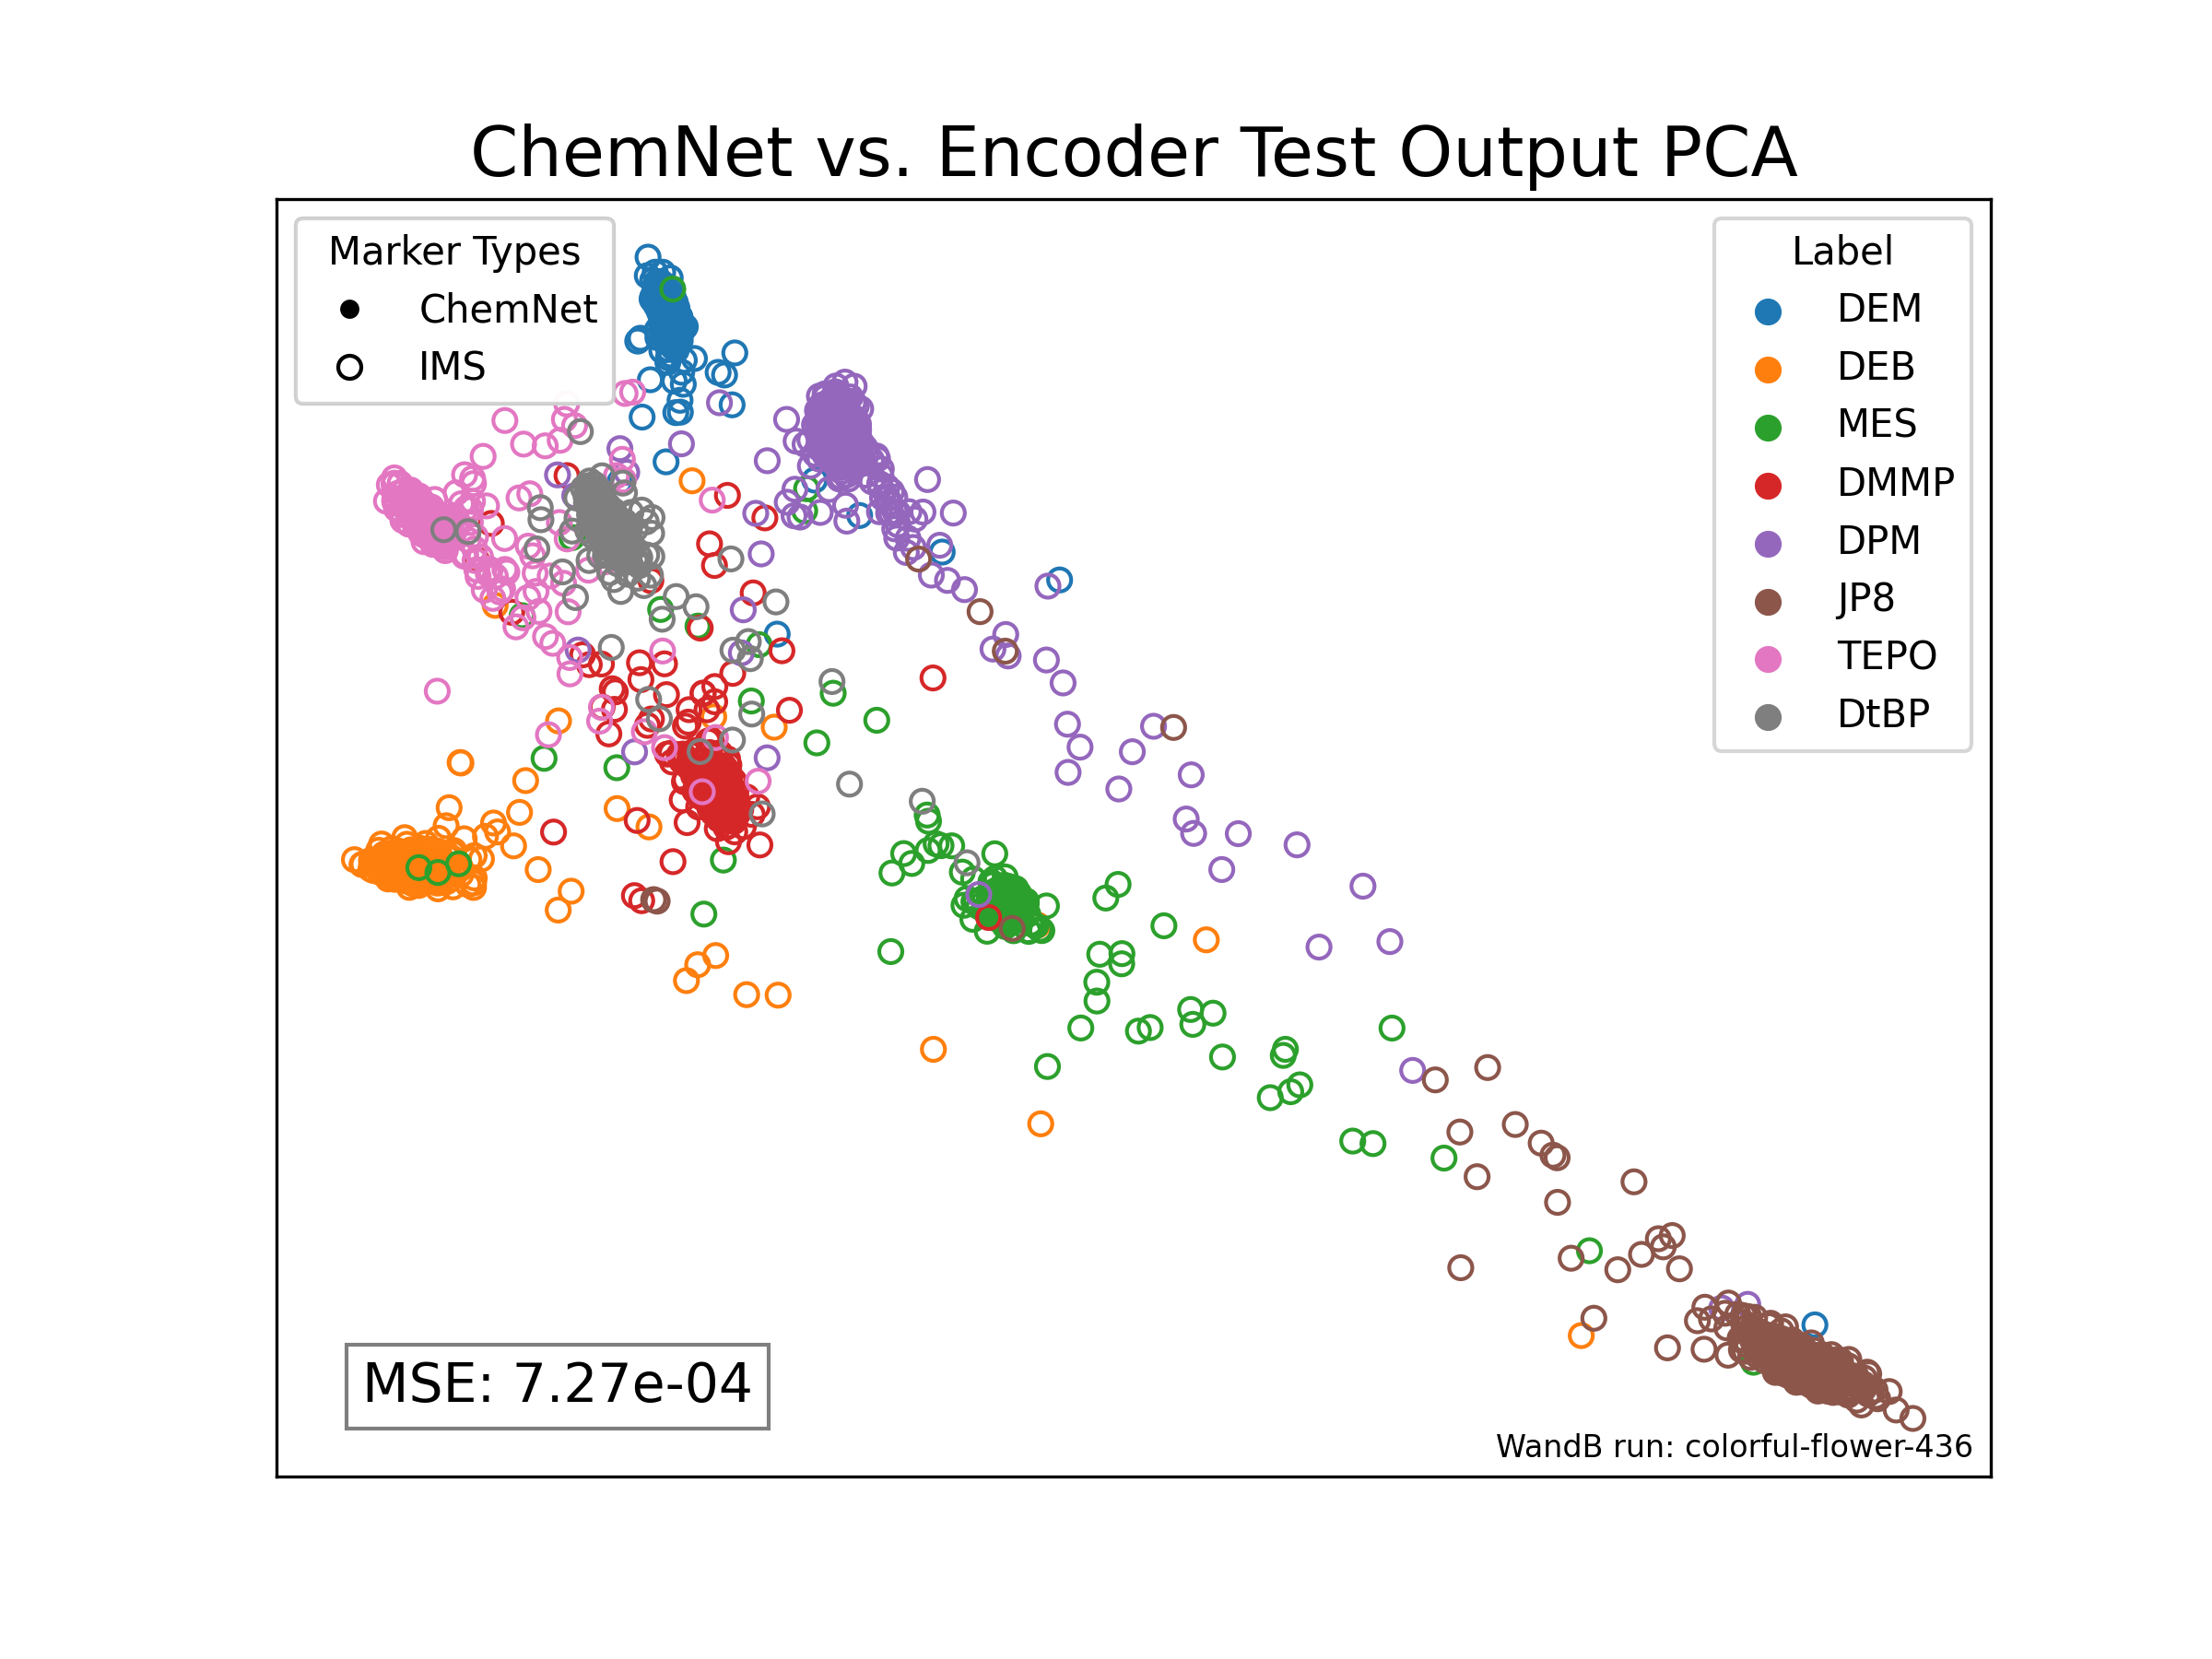 ChemNet vs. Encoder Test Output PCA
Marker Types
ChemNet
IMS
Label
DEM
DEB
MES
DMMP
DPM
JP8
TEPO
DtBP
MSE: 7.27e-04
WandB run: colorful-flower-436